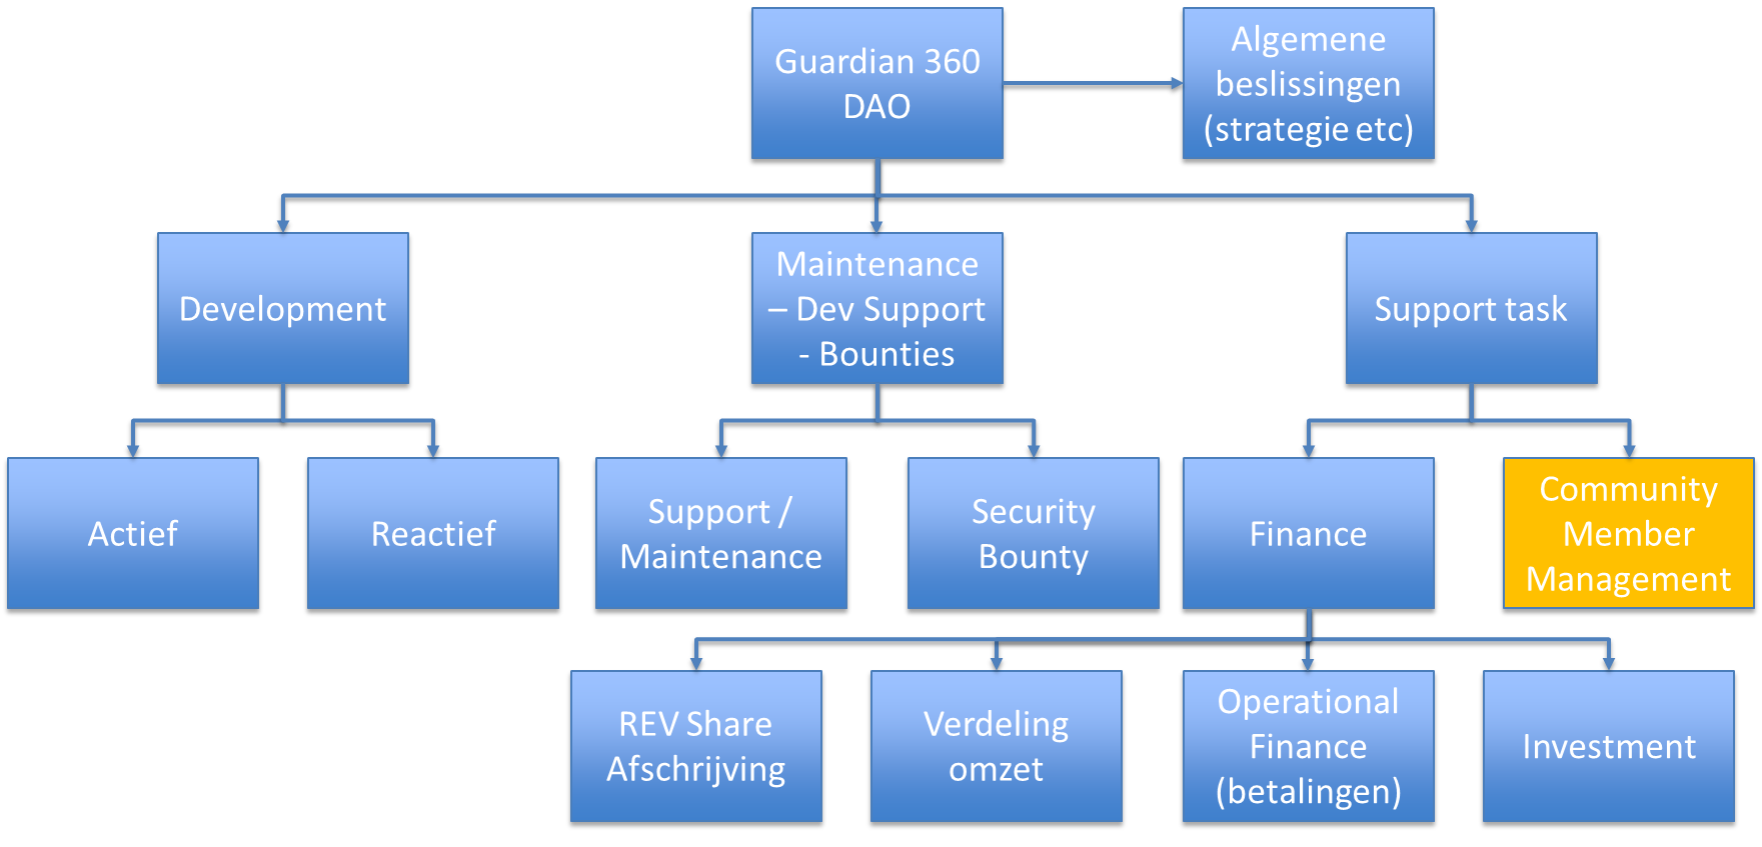 Guardian 360
DAO
Algemene
beslissingen
(strategie etc)
Development
Maintenance
– Dev Support
- Bounties
Support task
Actief
Reactief
Support /
Maintenance
Security
Bounty
Finance
Community
Member
Management
REV Share
Afschrijving
Verdeling
omzet
Operational
Finance
(betalingen)
Investment